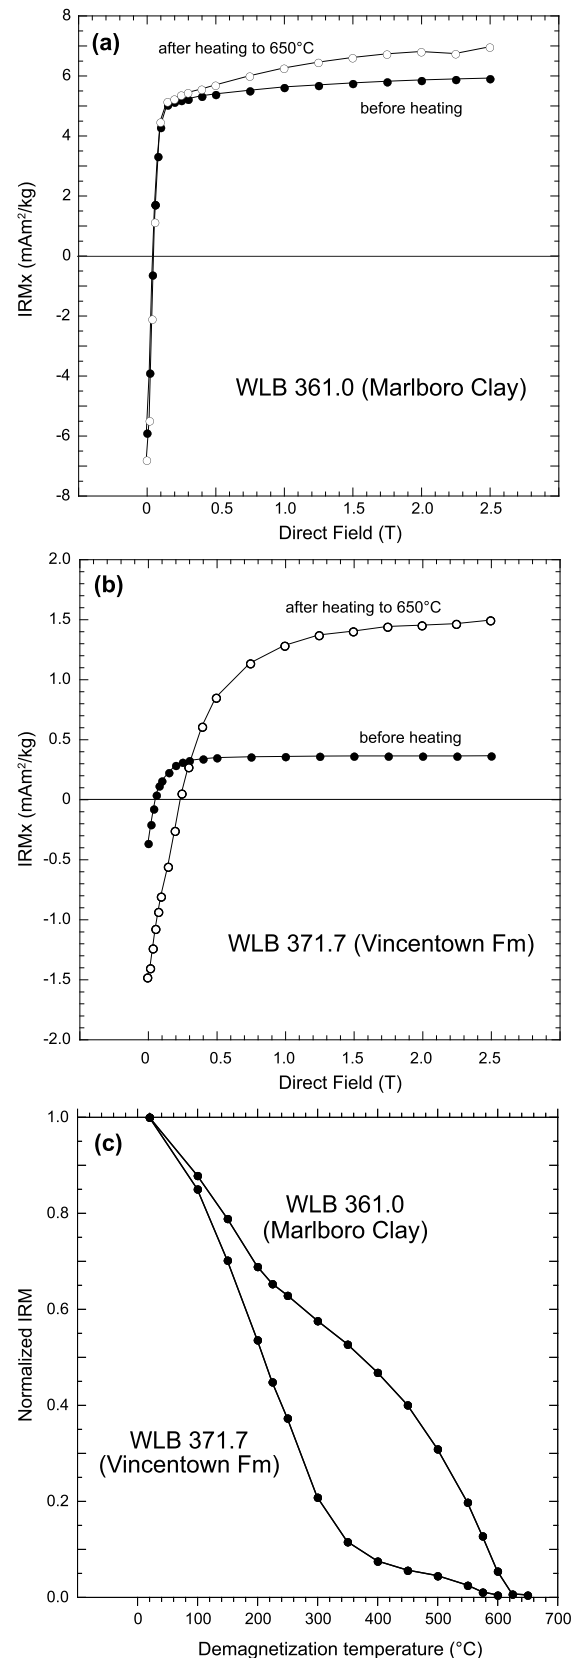 (a)
after heating to 650°C
before heating
8
6
4
2
0
-2
-4
-6
-8
IRMx (mAm²/kg)
WLB 361.0 (Marlboro Clay)
0 0.5 1.0 1.5 2.0 2.5
Direct Field (T)
(b)
after heating to 650°C
before heating
2.0
1.5
1.0
0.5
0
-0.5
-1.0
-1.5
-2.0
IRMx (mAm²/kg)
WLB 371.7 (Vincentown Fm)
0 0.5 1.0 1.5 2.0 2.5
Direct Field (T)
(c)
WLB 361.0
(Marlboro Clay)
1.0
0.8
0.6
0.4
0.2
0.0
Normalized IRM
WLB 371.7
(Vincentown Fm)
0 100 200 300 400 500 600 700
Demagnetization temperature (°C)